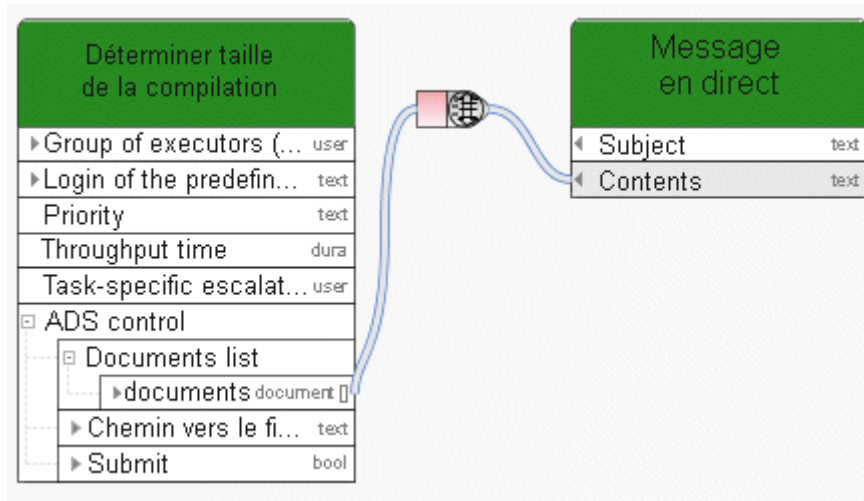 Déterminer taille
de la compilation
Group of executors (... user
Login of the predefin... text
Priority text
Throughput time dura
Task-specific escalat... user
ADS control
Documents list
documents document []
Chemin vers le fi... text
Submit bool
Message
en direct
Subject text
Contents text